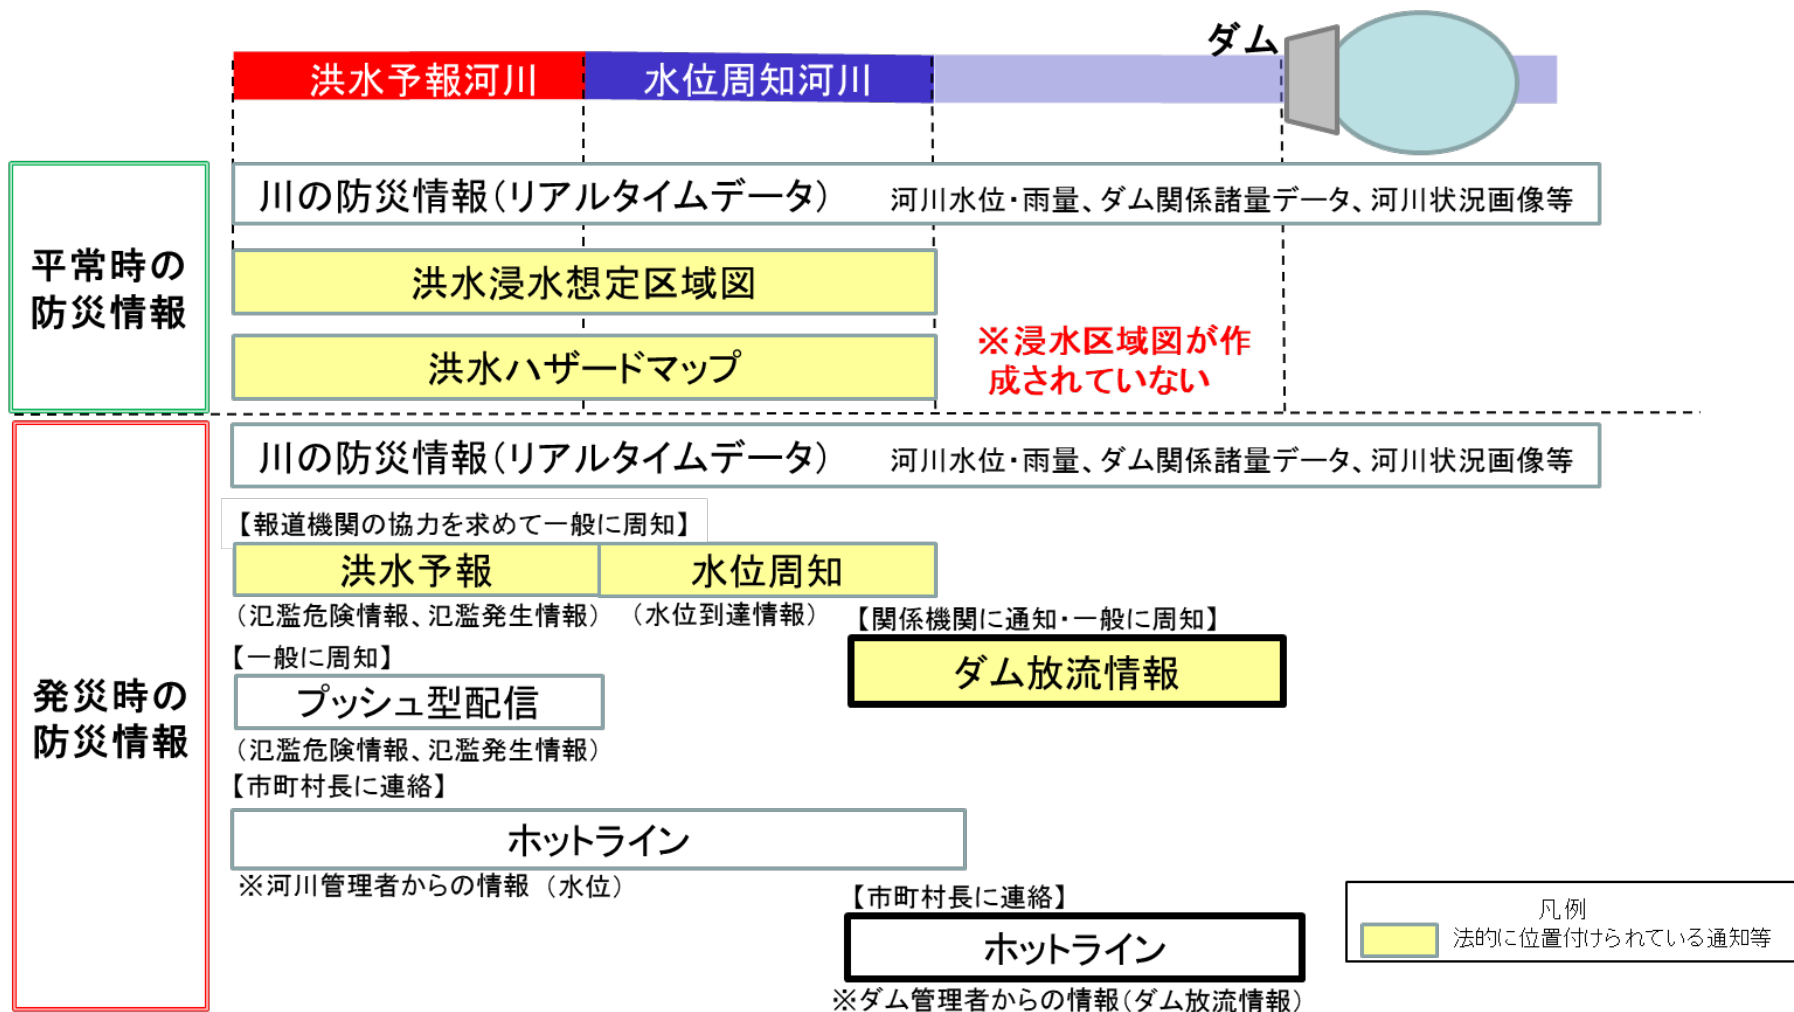 ダム
洪水予報河川
水位周知河川
平常時の
防災情報
川の防災情報(リアルタイムデータ) 河川水位・雨量、ダム関係諸量データ、河川状況画像等
洪水浸水想定区域図
洪水ハザードマップ
※浸水区域図が作
成されていない
発災時の
防災情報
川の防災情報(リアルタイムデータ) 河川水位・雨量、ダム関係諸量データ、河川状況画像等
【報道機関の協力を求めて一般に周知】
洪水予報
水位周知
(氾濫危険情報、氾濫発生情報)
(水位到達情報)
【関係機関に通知・一般に周知】
ダム放流情報
【一般に周知】
プッシュ型配信
(氾濫危険情報、氾濫発生情報)
【市町村長に連絡】
ホットライン
※河川管理者からの情報(水位)
【市町村長に連絡】
ホットライン
※ダム管理者からの情報(ダム放流情報)
凡例
法的に位置付けられている通知等